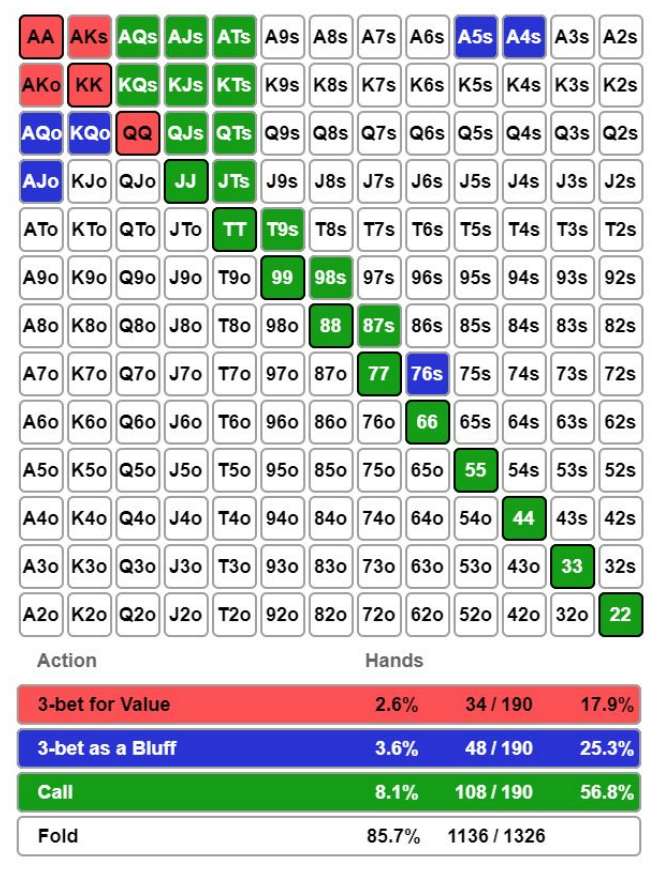 AA AKs AQs AJs ATs A9s A8s A7s A6s A5s A4s A3s A2s
AKo KK KQs KJs KTs K9s K8s K7s K6s K5s K4s K3s K2s
AQo KQo QQ QJs QTs Q9s Q8s Q7s Q6s Q5s Q4s Q3s Q2s
AJo KJo QJo JJ JTs J9s J8s J7s J6s J5s J4s J3s J2s
ATo KTo QTo JTo TT T9s T8s T7s T6s T5s T4s T3s T2s
A9o K9o Q9o J9o T9o 99 98s 97s 96s 95s 94s 93s 92s
A8o K8o Q8o J8o T8o 98o 88 87s 86s 85s 84s 83s 82s
A7o K7o Q7o J7o T7o 97o 87o 77 76s 75s 74s 73s 72s
A6o K6o Q6o J6o T6o 96o 86o 76o 66 65s 64s 63s 62s
A5o K5o Q5o J5o T5o 95o 85o 75o 65o 55 54s 53s 52s
A4o K4o Q4o J4o T4o 94o 84o 74o 64o 54o 44 43s 42s
A3o K3o Q3o J3o T3o 93o 83o 73o 63o 53o 43o 33 32s
A2o K2o Q2o J2o T2o 92o 82o 72o 62o 52o 42o 32o 22
Action Hands
3-bet for Value 2.6% 34 / 190 17.9%
3-bet as a Bluff 3.6% 48 / 190 25.3%
Call 8.1% 108 / 190 56.8%
Fold 85.7% 1136 / 1326